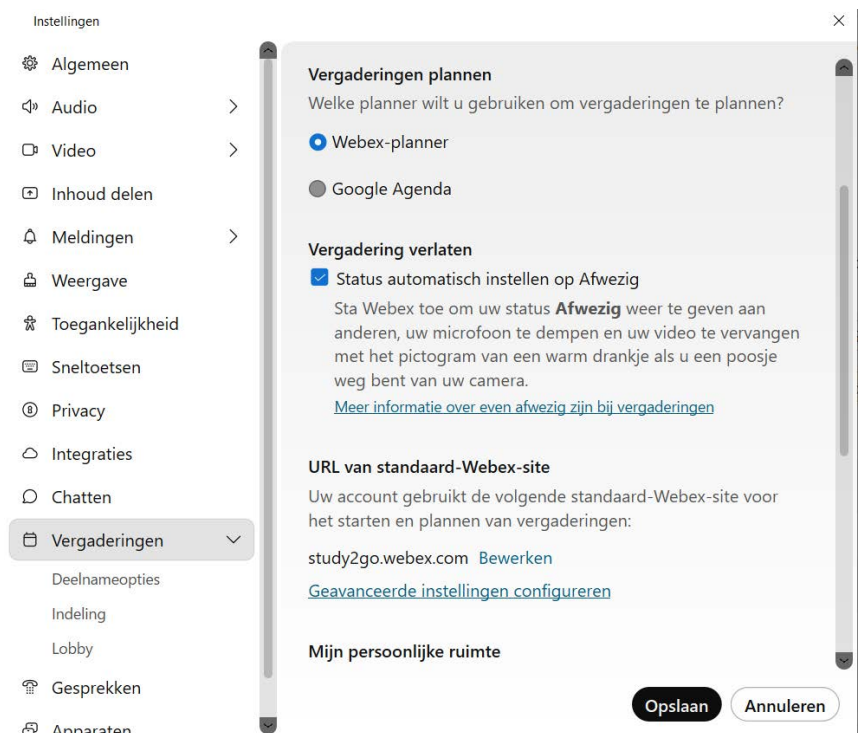 Instellingen
Algemeen
Audio
Video
Inhoud delen
Meldingen
Weergave
Toegankelijkheid
Sneltoetsen
Privacy
Integraties
Chatten
Vergaderingen
Deelnameopties
Indeling
Lobby
Gesprekken
Apparaten
Vergaderingen plannen
Welke planner wilt u gebruiken om vergaderingen te plannen?
Webex-planner
Google Agenda
Vergadering verlaten
Status automatisch instellen op Afwezig
Sta Webex toe om uw status Afwezig weer te geven aan
anderen, uw microfoon te dempen en uw video te vervangen
met het pictogram van een warm drankje als u een poosje
weg bent van uw camera.
Meer informatie over even afwezig zijn bij vergaderingen
URL van standaard-Webex-site
Uw account gebruikt de volgende standaard-Webex-site voor
het starten en plannen van vergaderingen:
study2go.webex.com Bewerken
Geavanceerde instellingen configureren
Mijn persoonlijke ruimte
Opslaan Annuleren